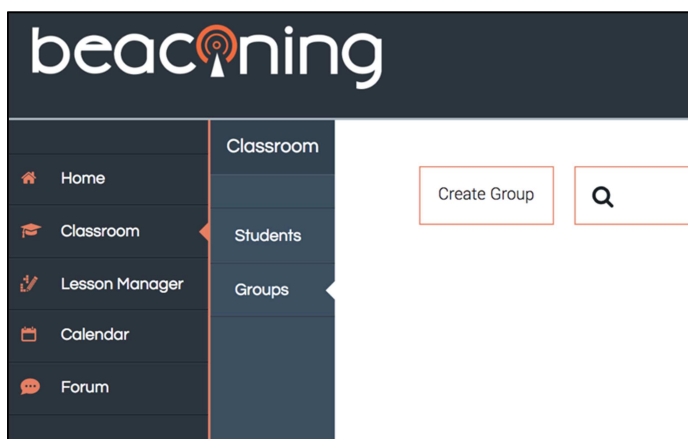 beaconing
Classroom
Home
Create Group
Classroom
Students
Lesson Manager
Groups
Calendar
Forum